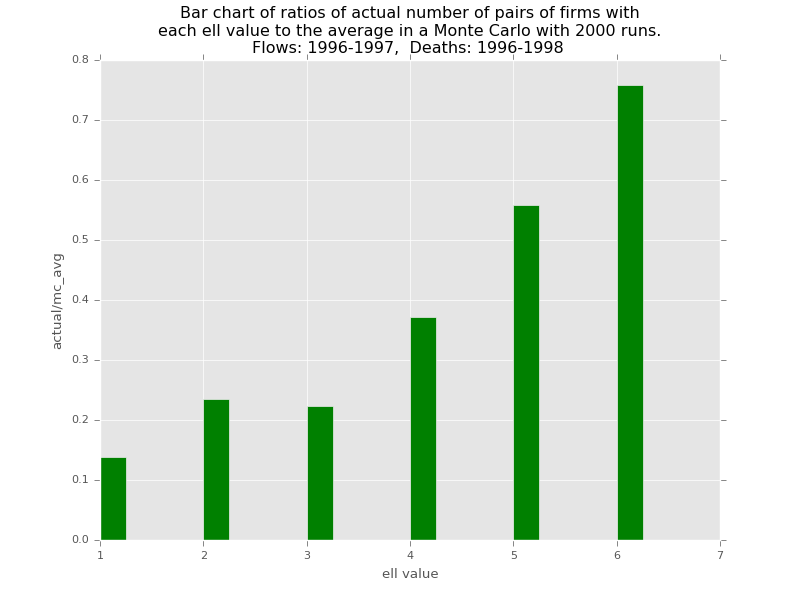 Bar chart of ratios of actual number of pairs of firms with
each ell value to the average in a Monte Carlo with 2000 runs.
Flows: 1996-1997,  Deaths: 1996-1998
0.8
0.7
0.6
0.5
0.4
0.3
0.2
0.1
0.0
actual/mc_avg
1 2 3 4 5 6 7
ell value